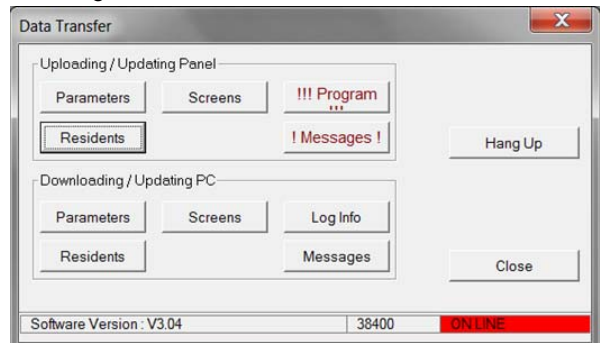 Data Transfer
X
Uploading / Updating Panel
Parameters Screens !!! Program !!!
Residents ! Messages !
Hang Up
Downloading / Updating PC
Parameters Screens Log Info
Residents Messages
Close
Software Version : V3.04 38400 ON LINE